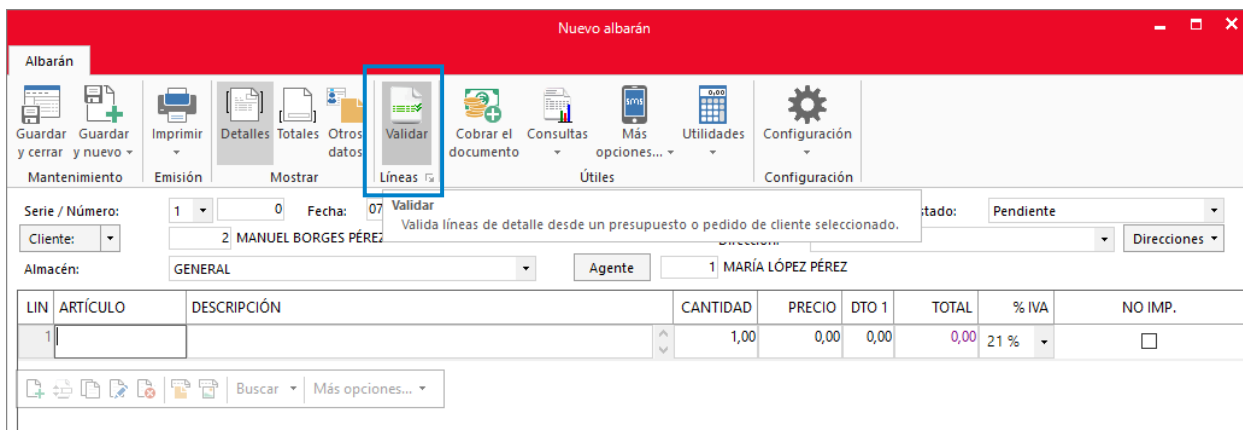 Nuevo albarán
Albarán
Guardar y cerrar
Guardar y nuevo
Imprimir
Detalles
Totales
Otros datos
Validar
Cobrar el documento
Consultas
sms
Más opciones...
0,00
Utilidades
Configuración
Mantenimiento
Emisión
Mostrar
Líneas
Útiles
Configuración
Serie / Número: 1 0 Fecha: 07
Validar
Valida líneas de detalle desde un presupuesto o pedido de cliente seleccionado.
Pendiente
Cliente: 2 MANUEL BORGES PÉREZ
Direcciones
Almacén: GENERAL Agente 1 MARÍA LÓPEZ PÉREZ
LIN ARTÍCULO DESCRIPCIÓN CANTIDAD PRECIO DTO 1 TOTAL % IVA NO IMP.
1 1,00 0,00 0,00 0,00 21 %
Buscar Más opciones...